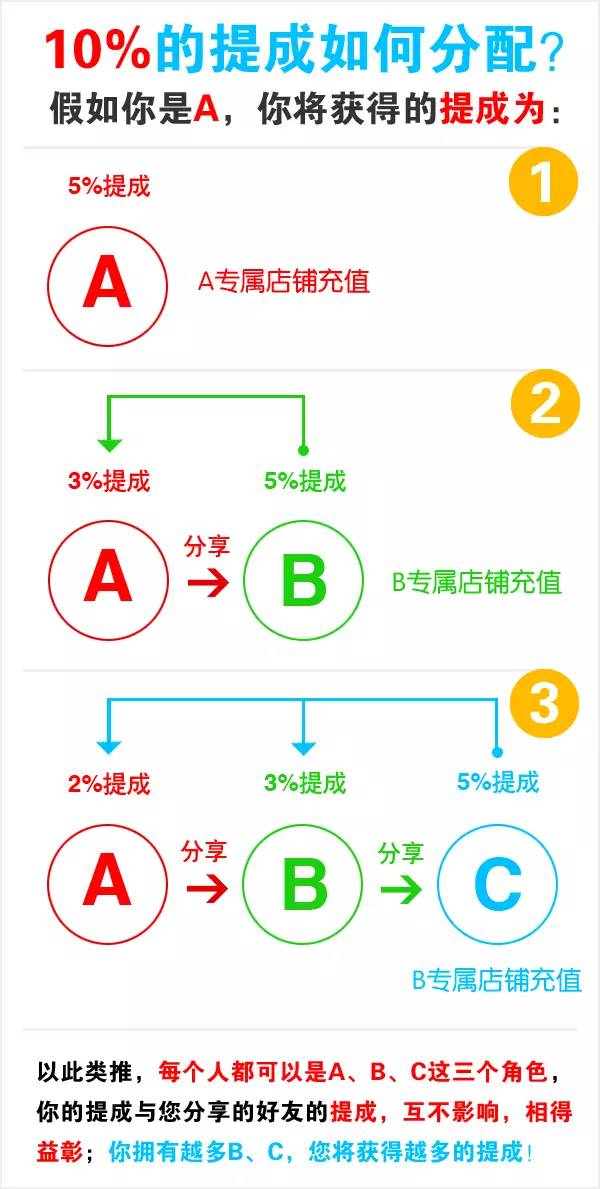 10%的提成如何分配?
假如你是A，你将获得的提成为：
1
5%提成
A
A专属店铺充值
2
3%提成
5%提成
A
分享
B
B专属店铺充值
3
2%提成
3%提成
5%提成
A
分享
B
分享
C
B专属店铺充值
以此类推，每个人都可以是A、B、C这三个角色，
你的提成与您分享的好友的提成，互不影响，相得
益彰；你拥有越多B、C，您将获得越多的提成！